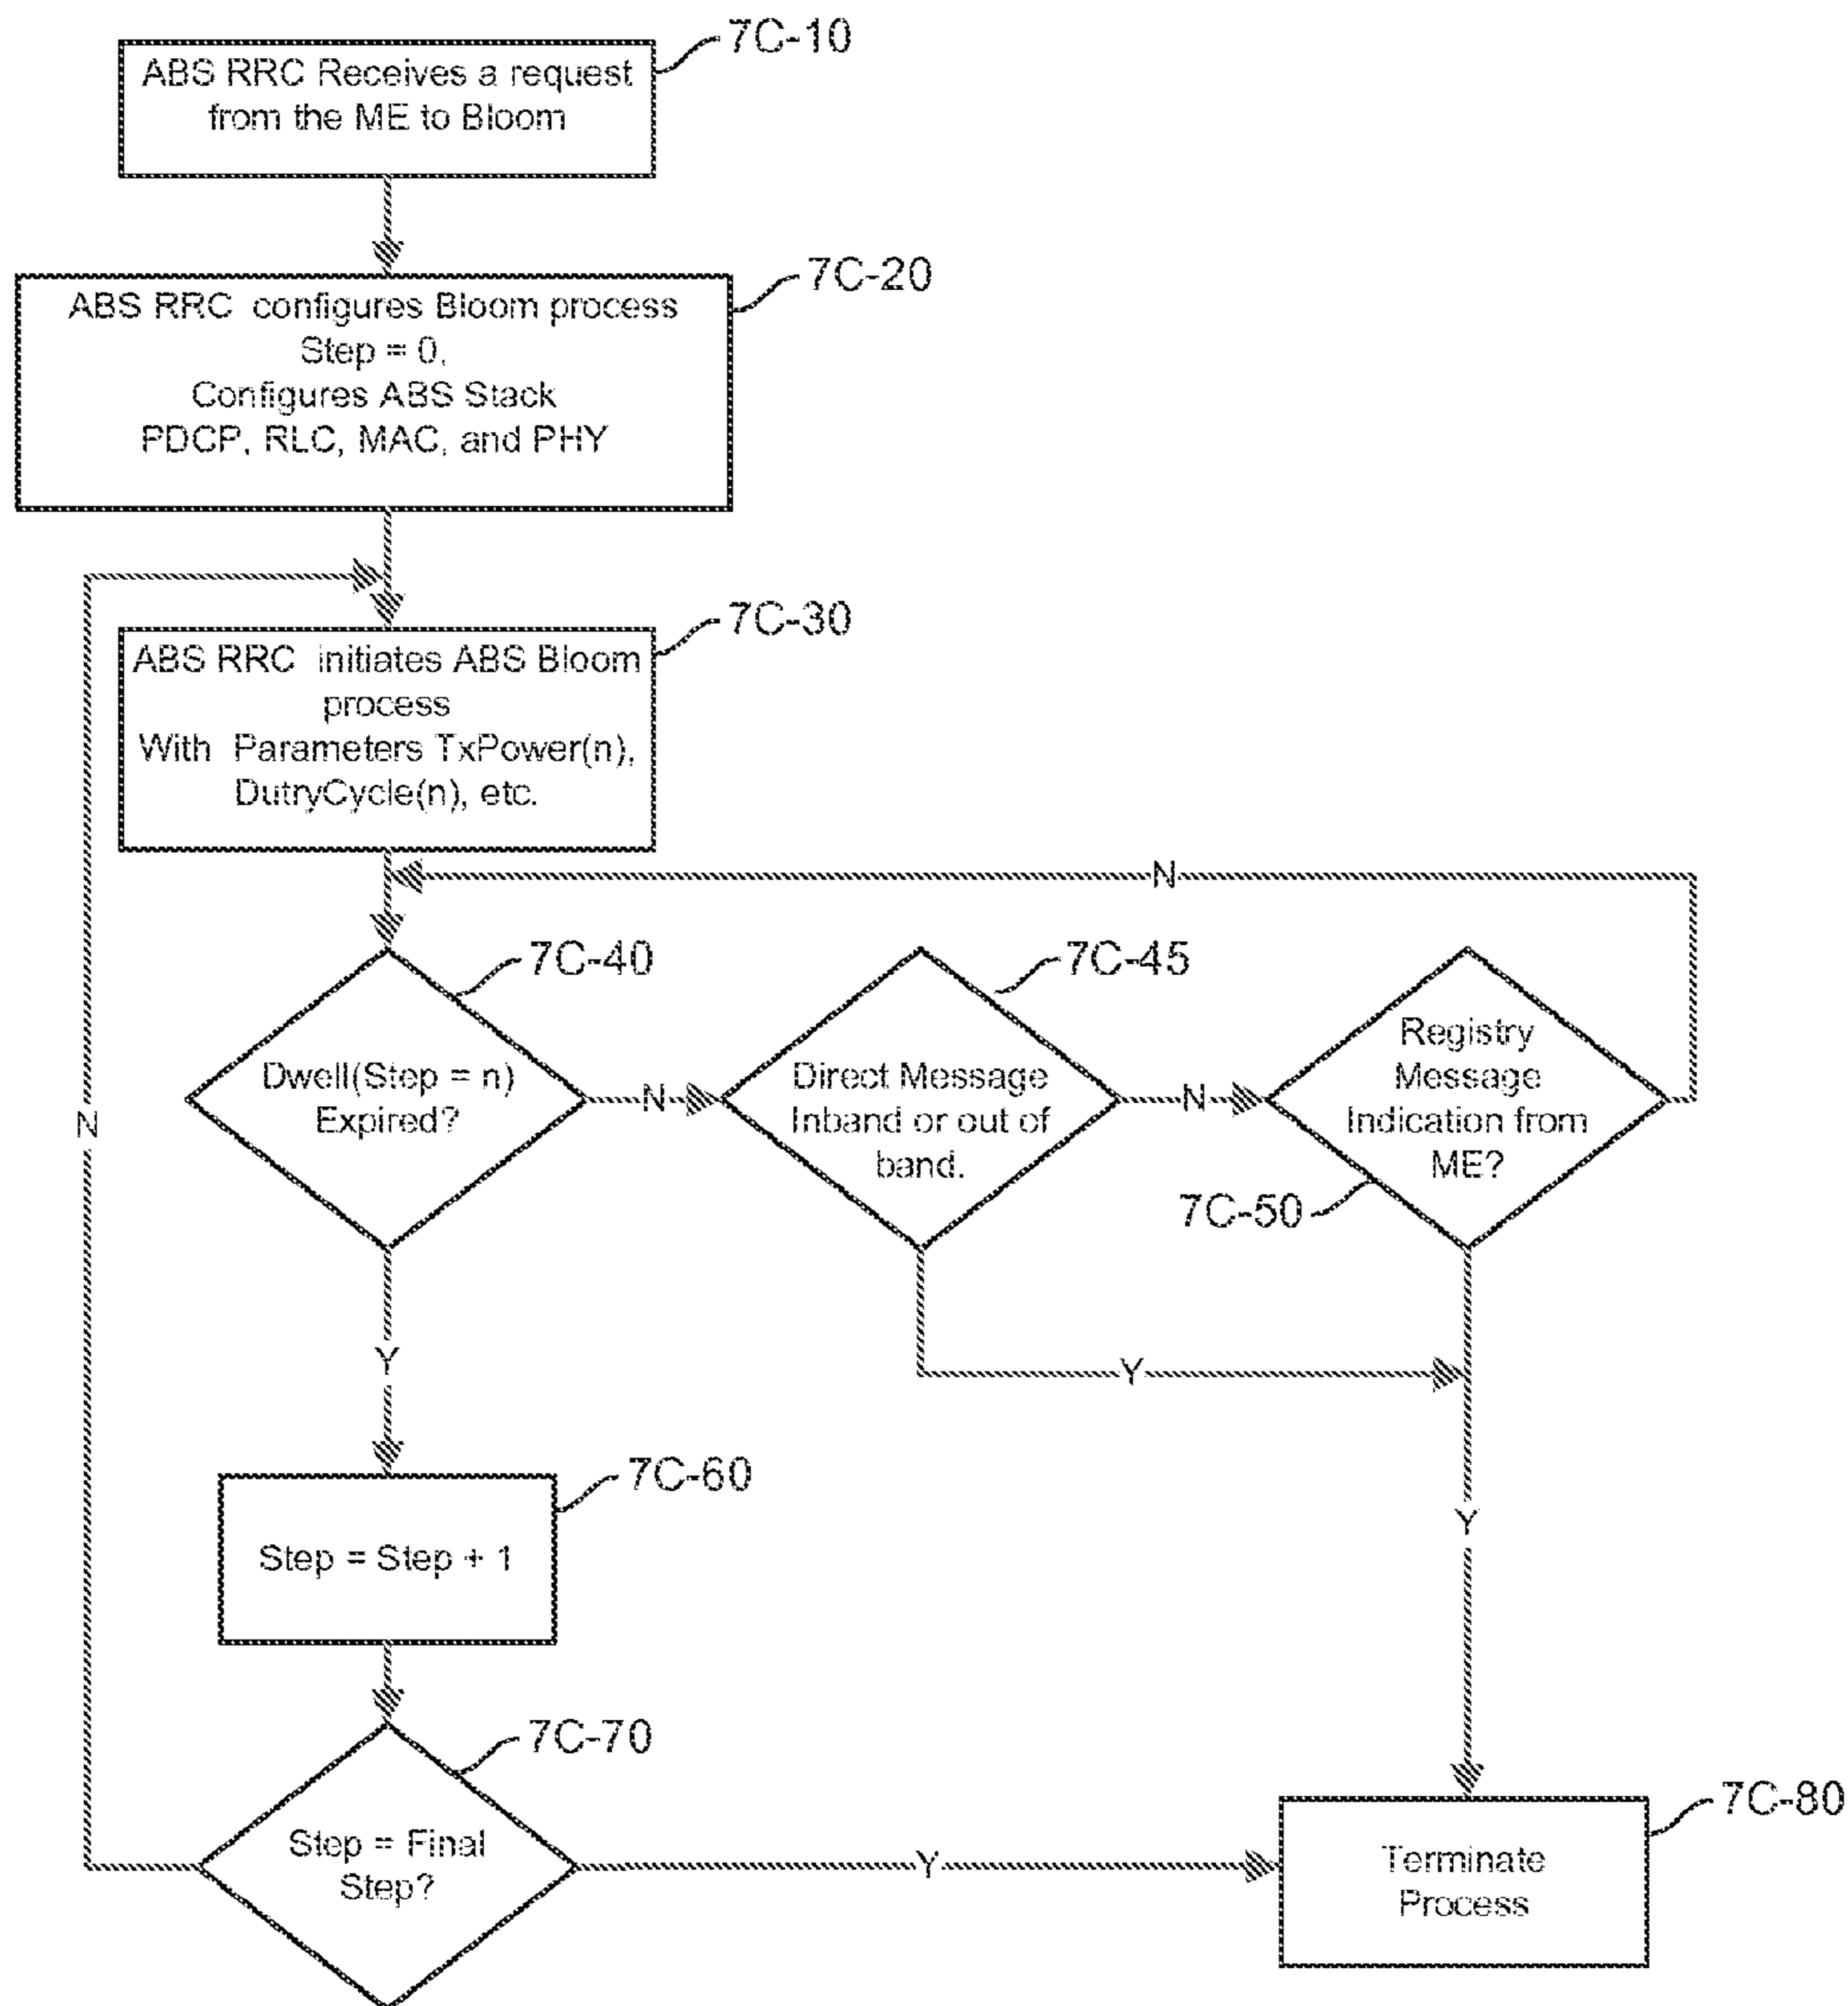 7C-10
ABS RRC Receives a request
from the ME to Bloom
7C-20
ABS RRC configures Bloom process
Step = 0,
Configures ABS Stack
PDCP, RLC, MAC, and PHY
7C-30
ABS RRC initiates ABS Bloom
process
With Parameters TxPower(n),
DutryCycle(n), etc.
N
7C-40
Dwell(Step = n)
Expired?
N
7C-45
Direct Message
Inband or out of
band.
N
Registry
Message
Indication from
ME?
7C-50
N
Y
Y
Y
7C-60
Step = Step + 1
7C-70
Step = Final
Step?
Y
7C-80
Terminate
Process